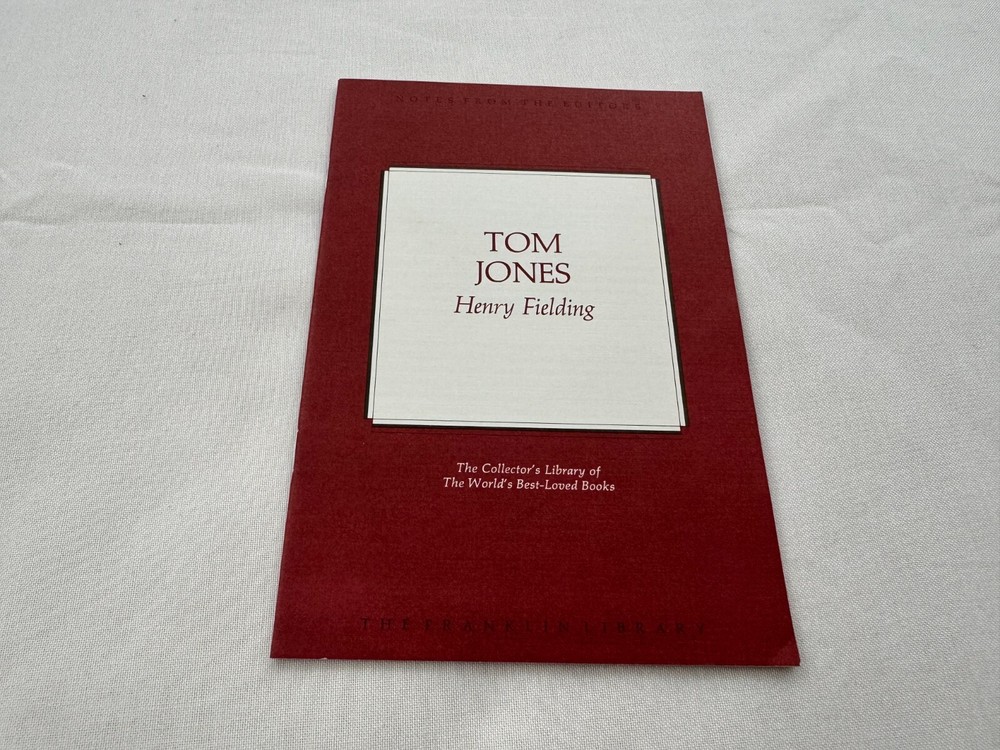 NOTES FROM THE EDITORS
TOM
JONES
Henry Fielding
The Collector's Library of
The World's Best-Loved Books
THE FRANKLIN LIBRARY